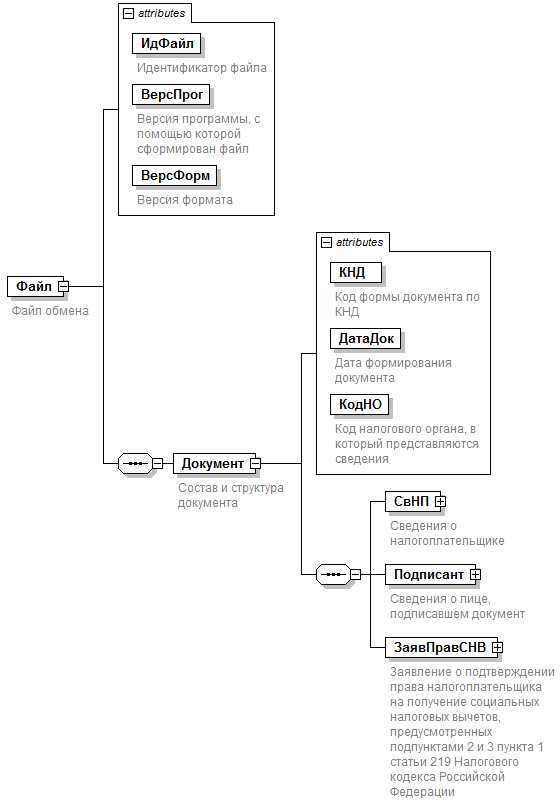 attributes
ИдФайл
Идентификатор файла
ВерсПрог
Версия программы, с
помощью которой
сформирован файл
ВерсФорм
Версия формата
Файл
Файл обмена
attributes
КНД
Код формы документа по
КНД
ДатаДок
Дата формирования
документа
КодНО
Код налогового органа, в
который представляются
сведения
Документ
Состав и структура
документа
СвНП
Сведения о
налогоплательщике
Подписант
Сведения о лице,
подписавшем документ
ЗаявПравСНВ
Заявление о подтверждении
права налогоплательщика
на получение социальных
налоговых вычетов,
предусмотренных
подпунктами 2 и 3 пункта 1
статьи 219 Налогового
кодекса Российской
Федерации